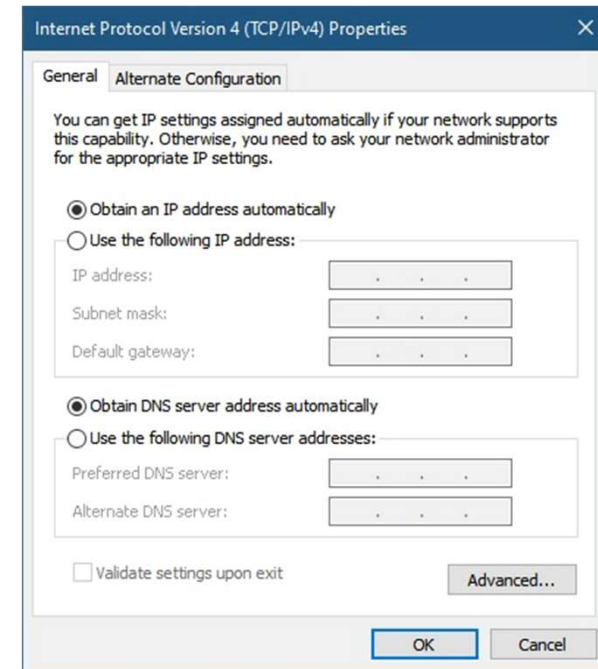 Internet Protocol Version 4 (TCP/IPv4) Properties
General
Alternate Configuration
You can get IP settings assigned automatically if your network supports
this capability. Otherwise, you need to ask your network administrator
for the appropriate IP settings.
Obtain an IP address automatically
Use the following IP address:
IP address:
Subnet mask:
Default gateway:
Obtain DNS server address automatically
Use the following DNS server addresses:
Preferred DNS server:
Alternate DNS server:
Validate settings upon exit
Advanced...
OK
Cancel